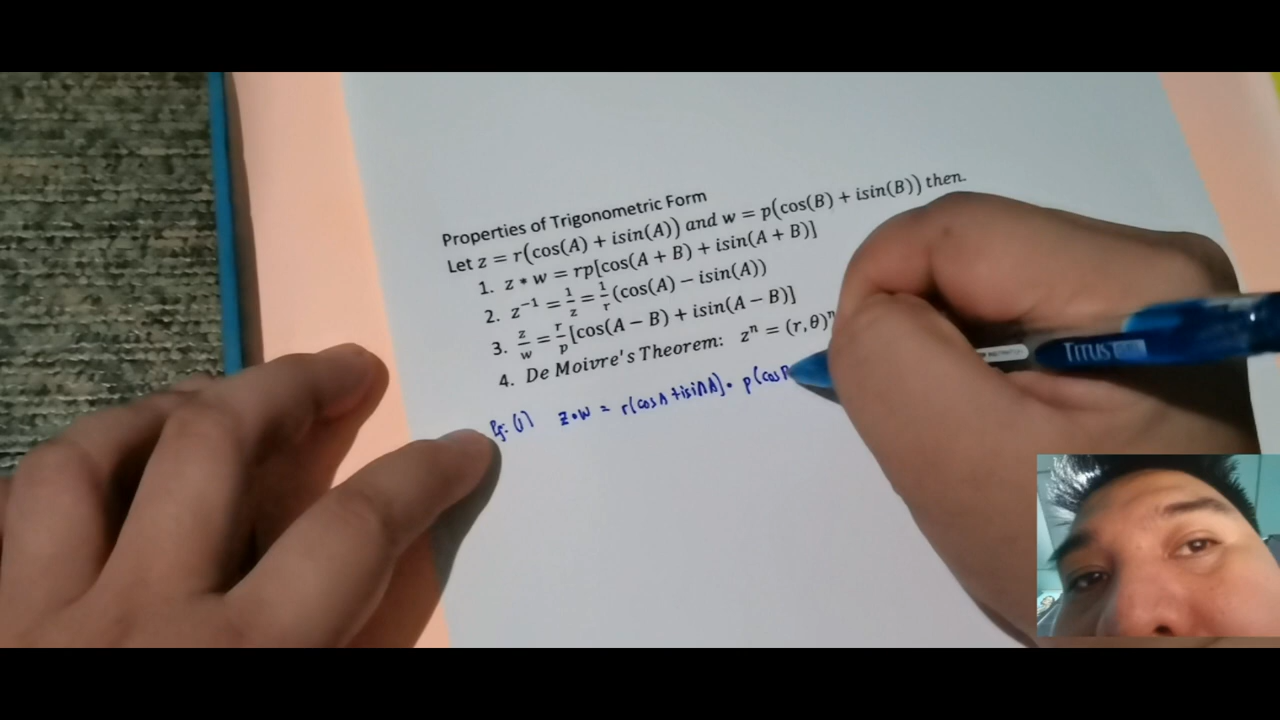 Properties of Trigonometric Form
Let z = r(cos(A) + isin(A)) and w = p(cos(B) + isin(B)) then.
1. z * w = rp[cos(A + B) + isin(A + B)]
2. z⁻¹ = 1/z = 1/r (cos(A) − isin(A))
3. z/w = r/p [cos(A − B) + isin(A − B)]
4. De Moivre's Theorem: zⁿ = (r, θ)ⁿ
(1) z•w = r(cosA + isinA) • p(cos
TITUS